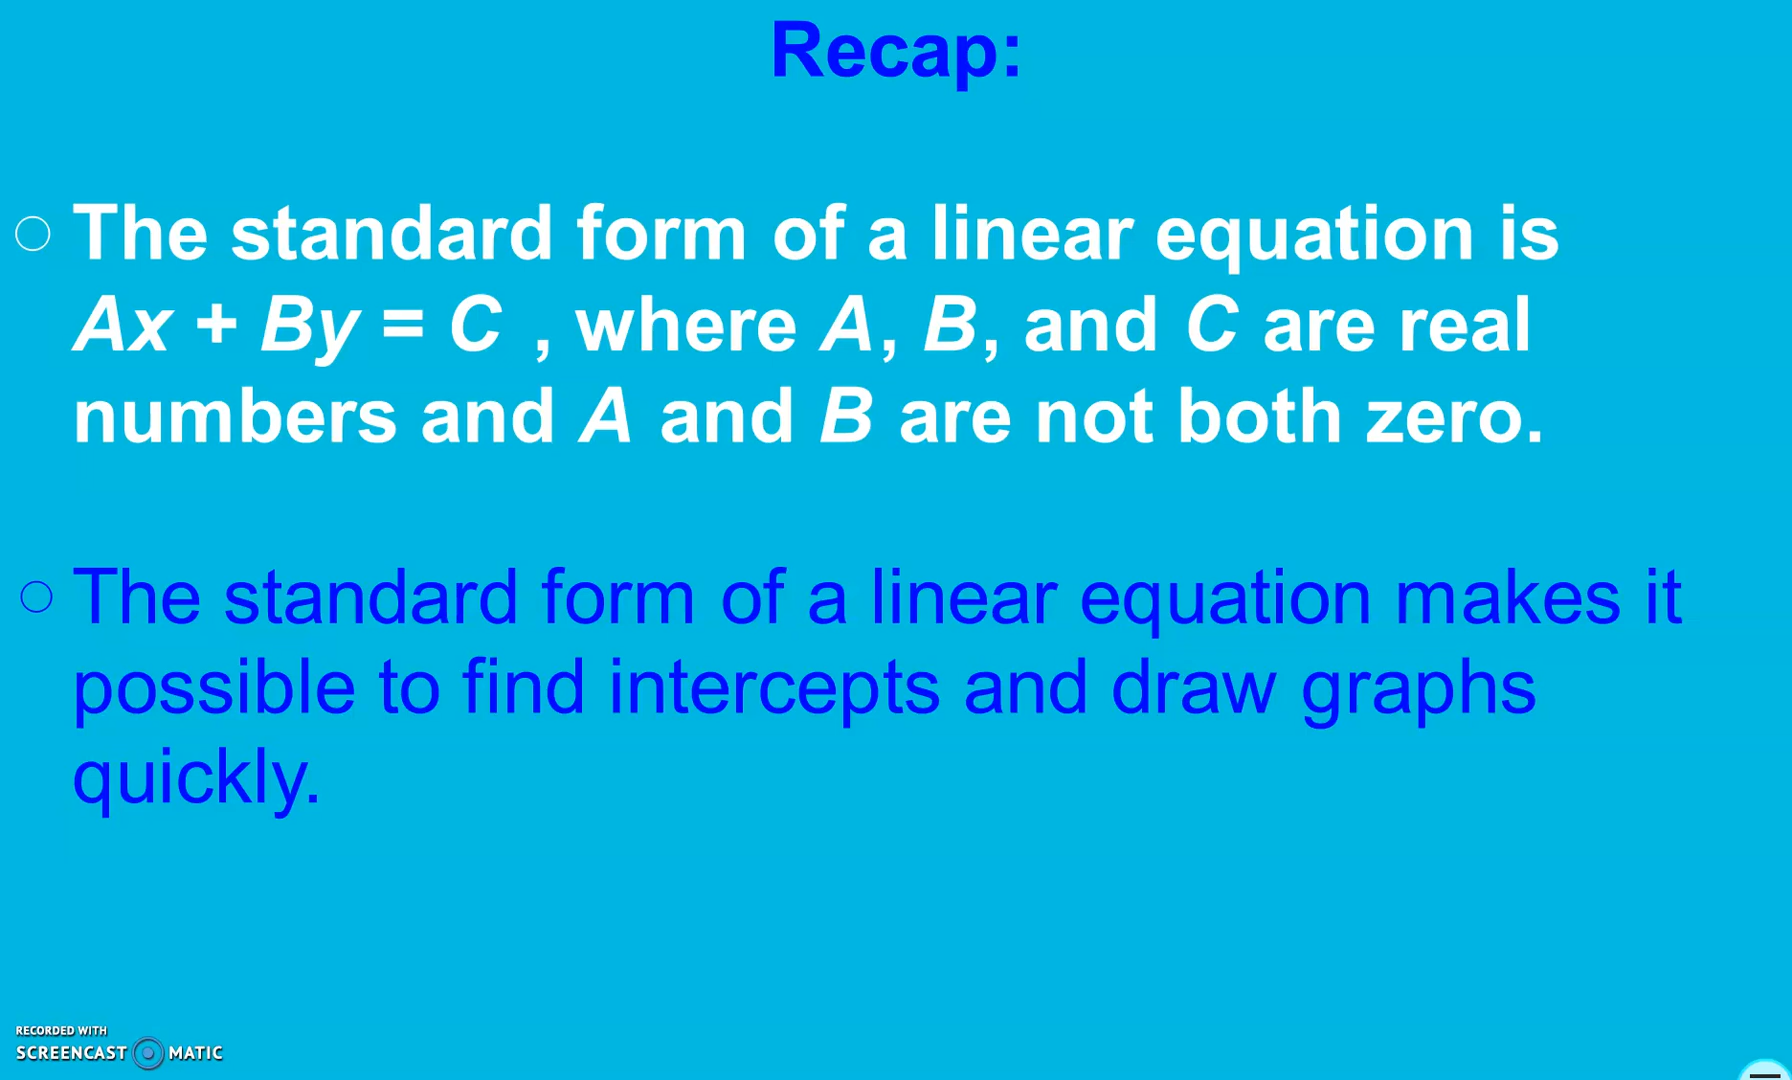 Recap:
The standard form of a linear equation is
Ax + By = C , where A, B, and C are real
numbers and A and B are not both zero.
The standard form of a linear equation makes it
possible to find intercepts and draw graphs
quickly.
RECORDED WITH
SCREENCAST MATIC